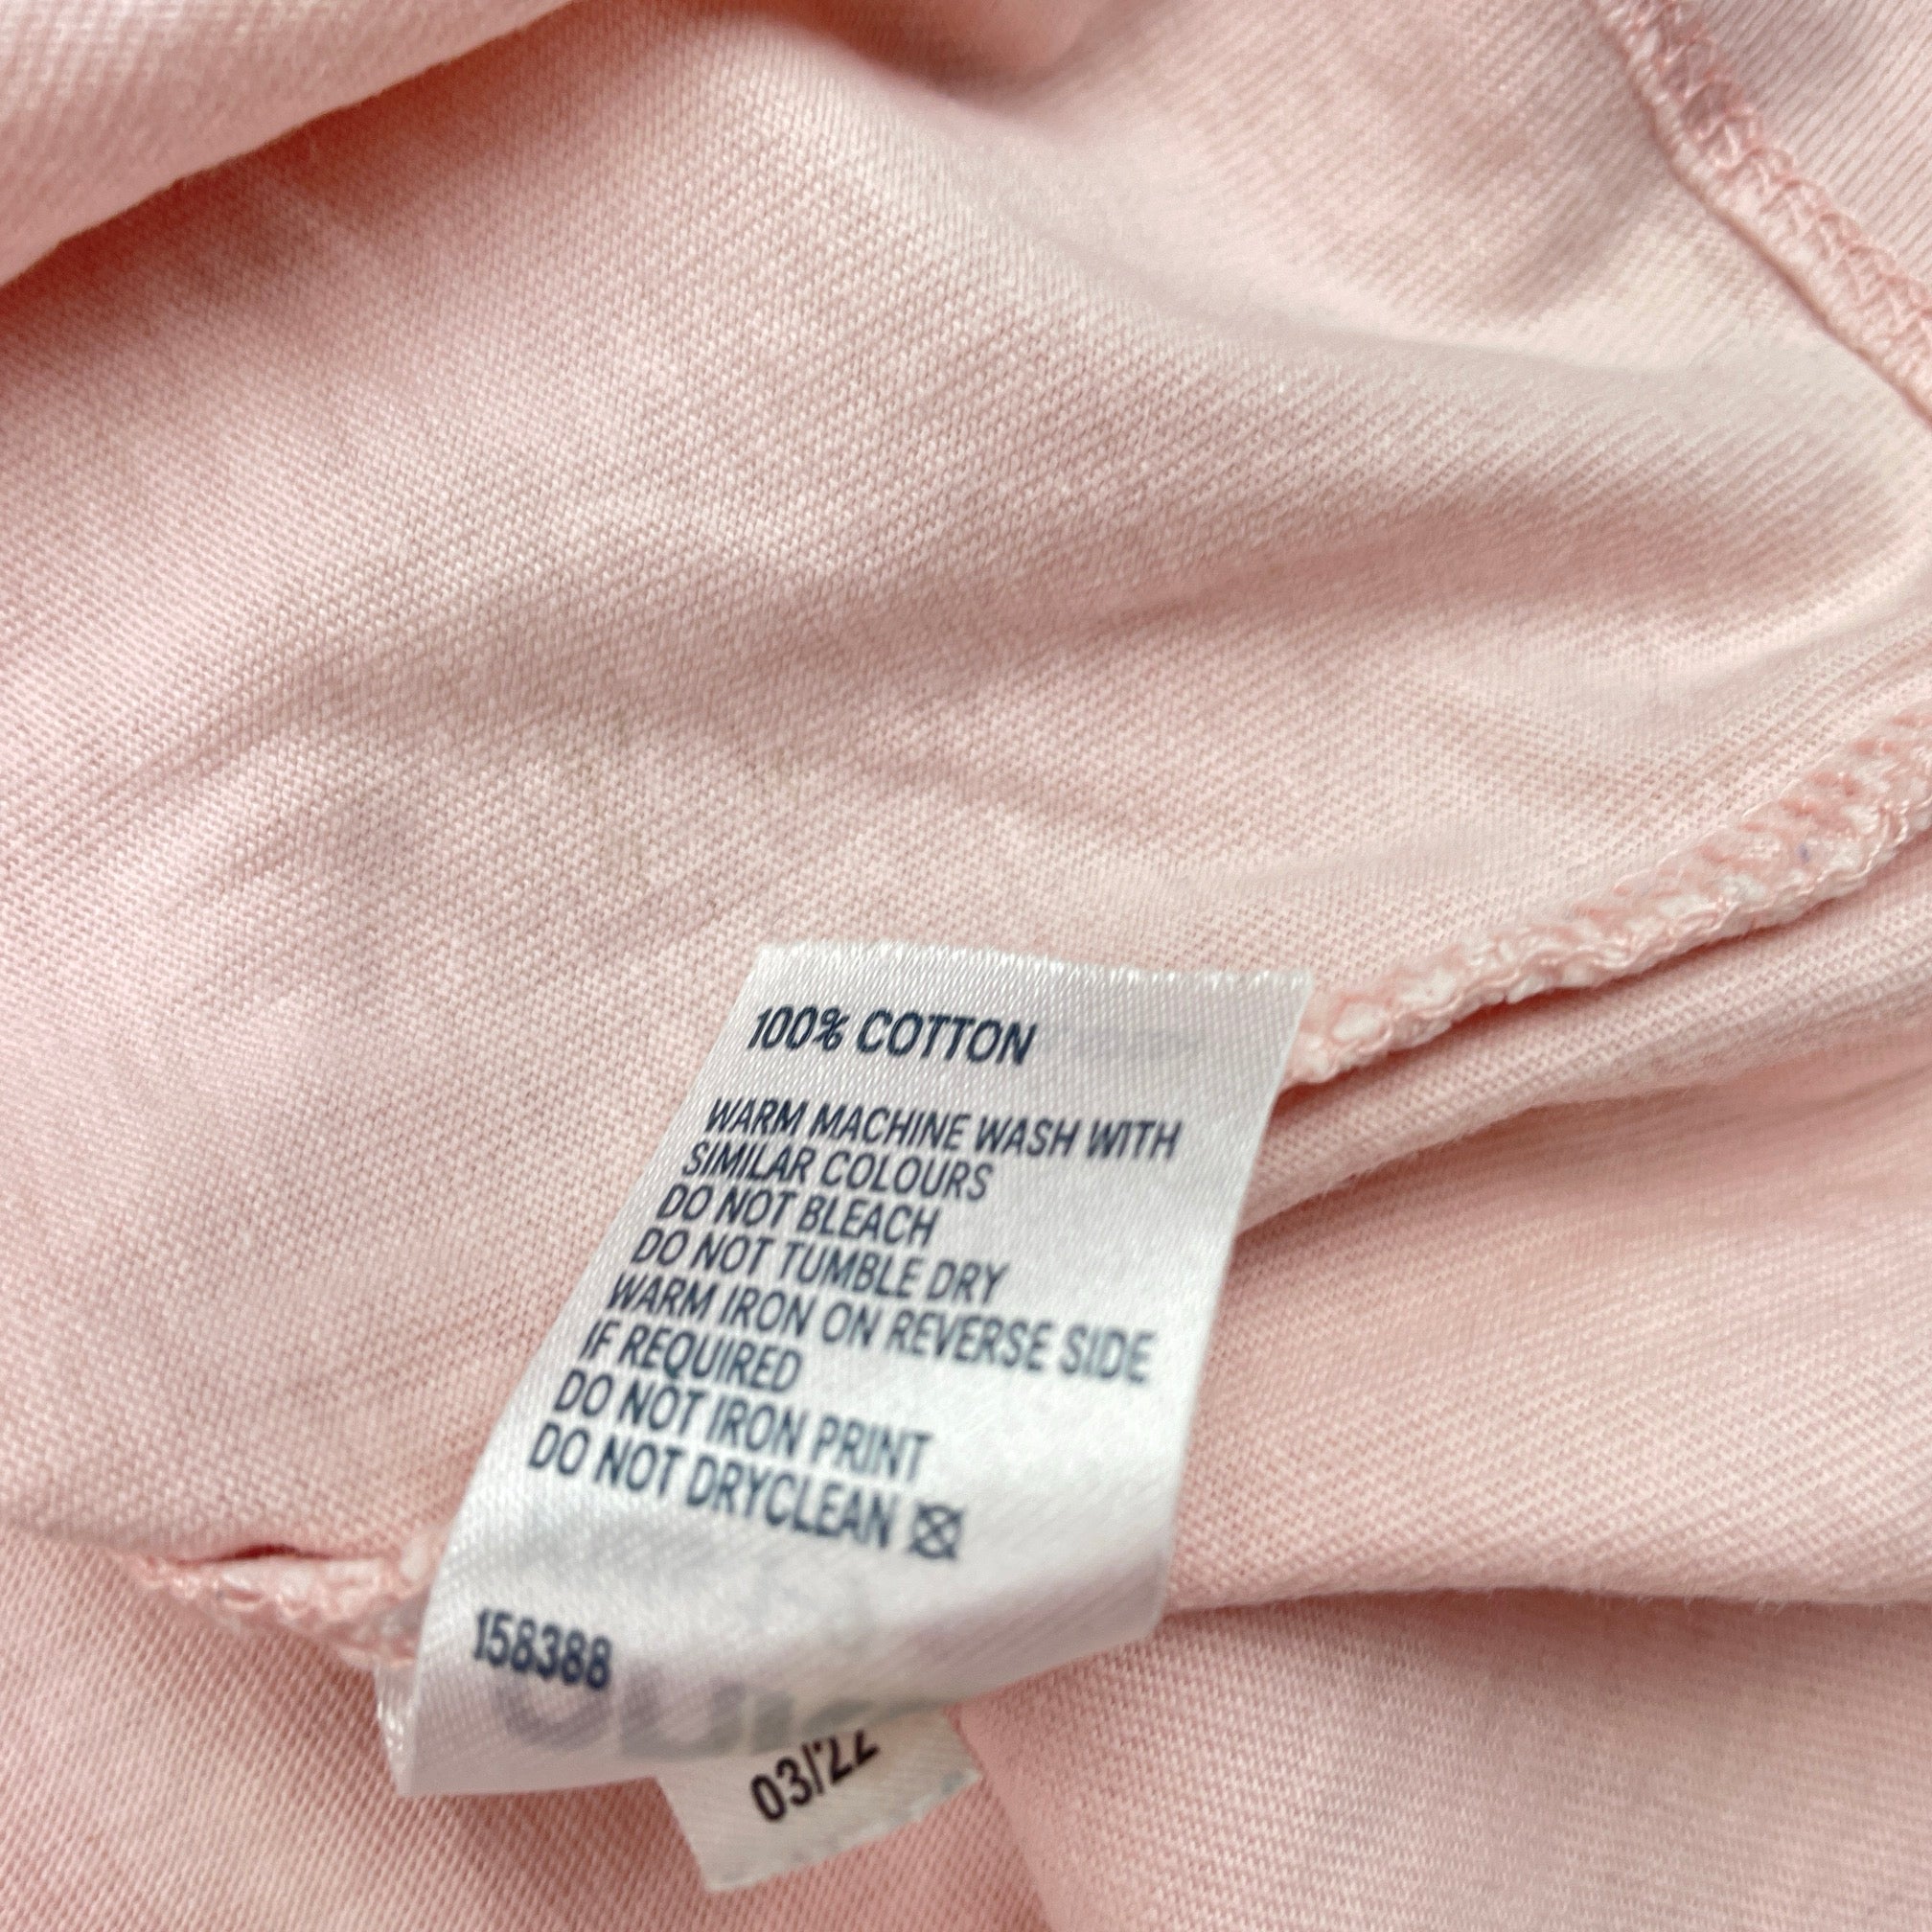 100% COTTON
WARM MACHINE WASH WITH
SIMILAR COLOURS
DO NOT BLEACH
DO NOT TUMBLE DRY
WARM IRON ON REVERSE SIDE
IF REQUIRED
DO NOT IRON PRINT
DO NOT DRYCLEAN
158388
03/22